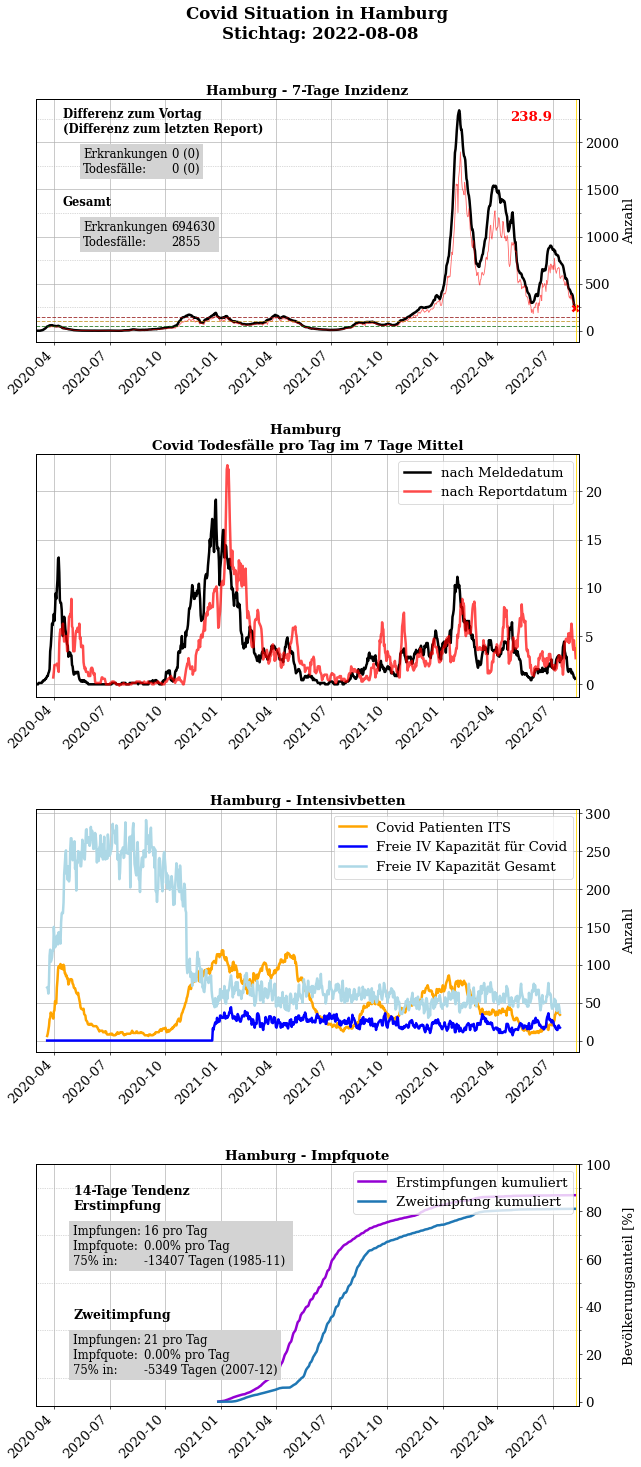 Covid Situation in Hamburg
Stichtag: 2022-08-08
Hamburg - 7-Tage Inzidenz
Differenz zum Vortag
(Differenz zum letzten Report)
Erkrankungen 0 (0)
Todesfälle: 0 (0)
Gesamt
Erkrankungen 694630
Todesfälle: 2855
238.9
2000
1500
1000
500
0
Anzahl
2020-04 2020-07 2020-10 2021-01 2021-04 2021-07 2021-10 2022-01 2022-04 2022-07
Hamburg
Covid Todesfälle pro Tag im 7 Tage Mittel
nach Meldedatum
nach Reportdatum
20
15
10
5
0
2020-04 2020-07 2020-10 2021-01 2021-04 2021-07 2021-10 2022-01 2022-04 2022-07
Hamburg - Intensivbetten
Covid Patienten ITS
Freie IV Kapazität für Covid
Freie IV Kapazität Gesamt
300
250
200
150
100
50
0
Anzahl
2020-04 2020-07 2020-10 2021-01 2021-04 2021-07 2021-10 2022-01 2022-04 2022-07
Hamburg - Impfquote
14-Tage Tendenz
Erstimpfung
Impfungen: 16 pro Tag
Impfquote: 0.00% pro Tag
75% in: -13407 Tagen (1985-11)
Zweitimpfung
Impfungen: 21 pro Tag
Impfquote: 0.00% pro Tag
75% in: -5349 Tagen (2007-12)
Erstimpfungen kumuliert
Zweitimpfung kumuliert
100
80
60
40
20
0
Bevölkerungsanteil [%]
2020-04 2020-07 2020-10 2021-01 2021-04 2021-07 2021-10 2022-01 2022-04 2022-07